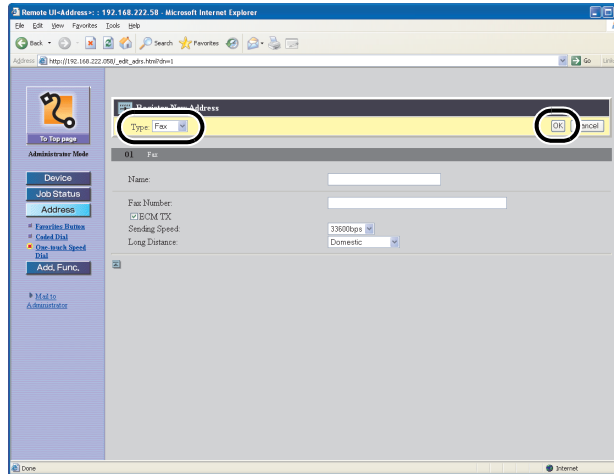 Remote UI<Address>: : 192.168.222.58 - Microsoft Internet Explorer
File Edit View Favorites Tools Help
Back Search Favorites
Address http://192.168.222.058/_edit_adrs.html?dn=1 Go Links
Register New Address
Type: Fax OK Cancel
To Top page
Administrator Mode
01 Fax
Device
Job Status
Address
Favorites Button
Coded Dial
One-touch Speed
Dial
Add. Func.
Mail to
Administrator
Name:
Fax Number:
ECM TX
Sending Speed: 33600bps
Long Distance: Domestic
Done Internet